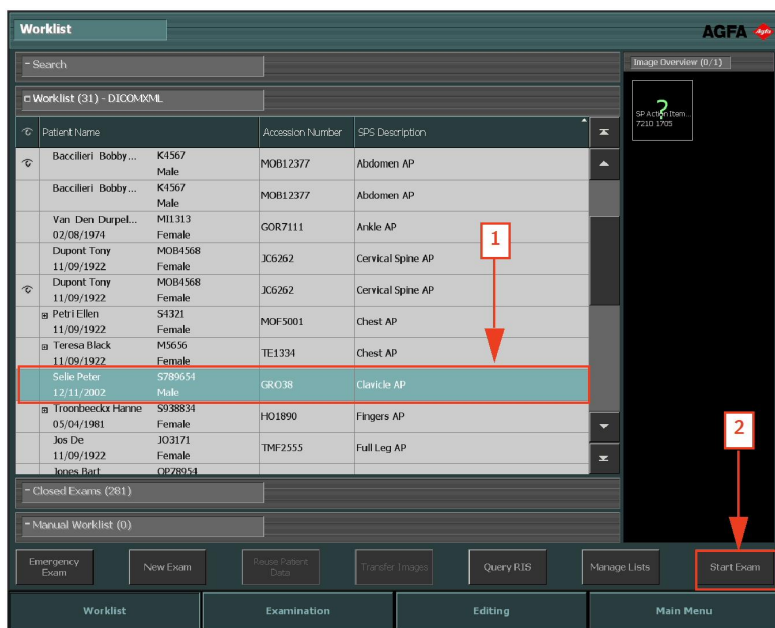 Worklist
AGFA
Agfa
- Search
Image Overview (0/1)
Worklist (31) - DICOMXML
SP Action Item...
7210 1705
?
Patient Name
Accession Number
SPS Description
Baccilieri Bobby... K4567
Male
MOB12377
Abdomen AP
Baccilieri Bobby... K4567
Male
MOB12377
Abdomen AP
Van Den Durpel... MI1313
02/08/1974 Female
GOR7111
Ankle AP
1
Dupont Tony MOB4568
11/09/1922 Female
JC6262
Cervical Spine AP
Dupont Tony MOB4568
11/09/1922 Female
JC6262
Cervical Spine AP
Petri Ellen S4321
11/09/1922 Female
MOF5001
Chest AP
Teresa Black M5656
11/09/1922 Female
TE1334
Chest AP
Selie Peter S789654
12/11/2002 Male
GRO38
Clavicle AP
Troonbeeckx Hanne S938834
05/04/1981 Female
HO1890
Fingers AP
2
Jos De JO3171
11/09/1922 Female
TMF2555
Full Leg AP
Jones Bart OP78954
- Closed Exams (281)
- Manual Worklist (0)
Emergency
Exam
New Exam
Reuse Patient
Data
Transfer Images
Query RIS
Manage Lists
Start Exam
Worklist
Examination
Editing
Main Menu